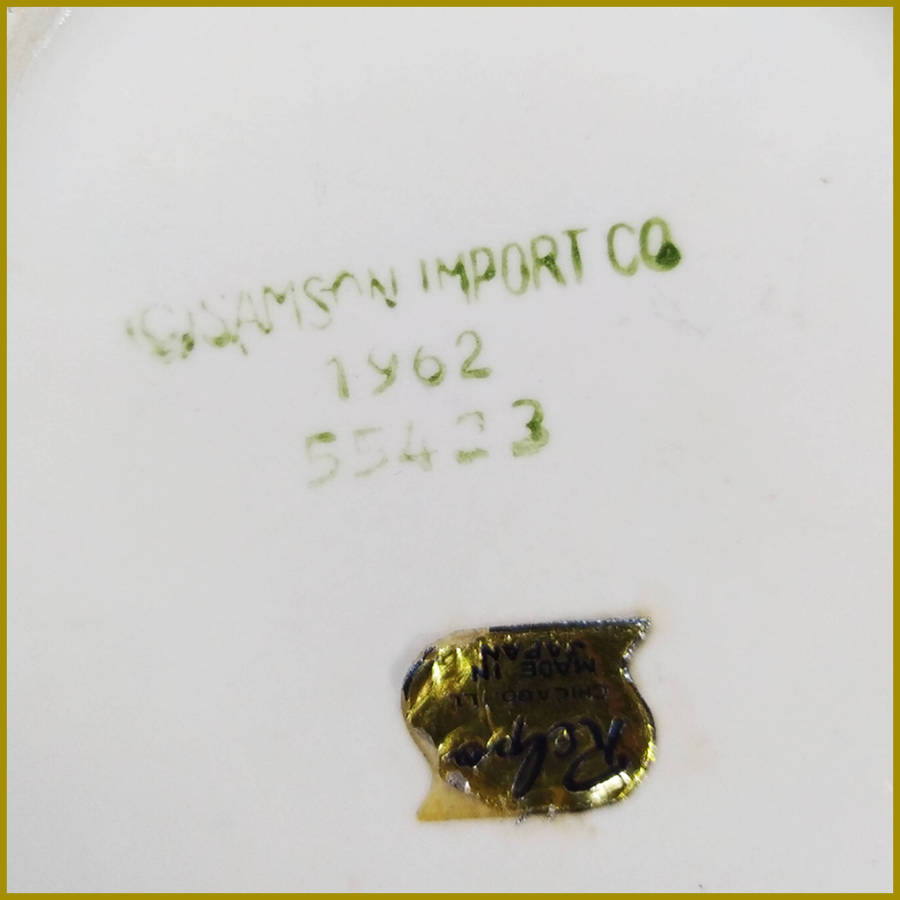 © SAMSON IMPORT CO
1962
55423
Relpo
CHICAGO, ILL
MADE IN
JAPAN